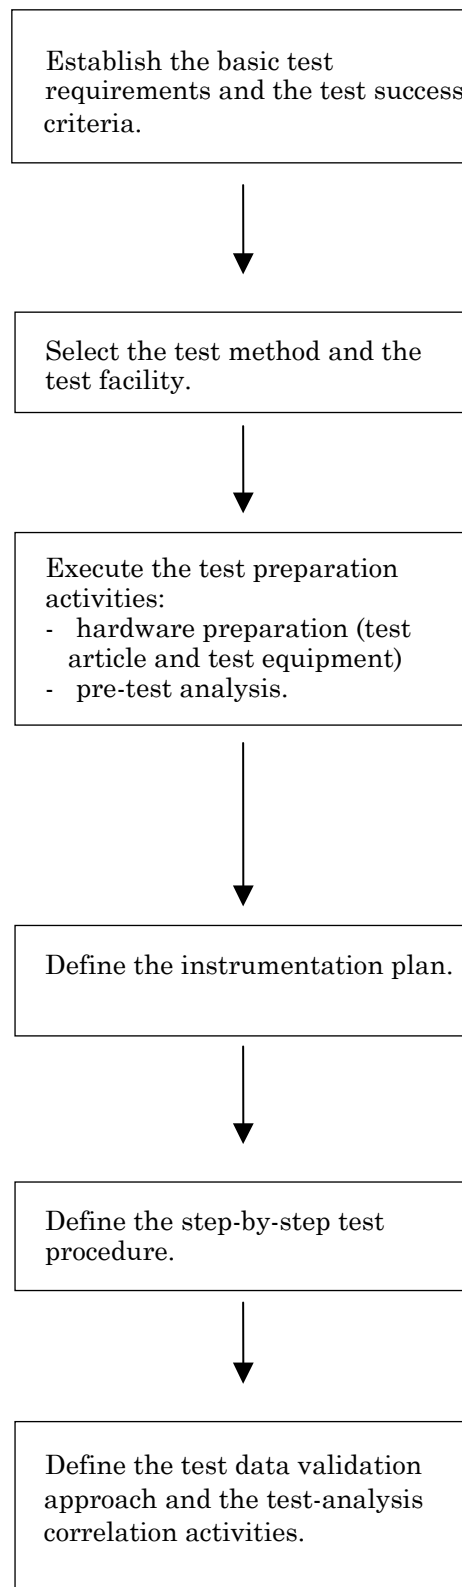 Establish the basic test
requirements and the test success
criteria.
Select the test method and the
test facility.
Execute the test preparation
activities:
- hardware preparation (test
article and test equipment)
- pre-test analysis.
Define the instrumentation plan.
Define the step-by-step test
procedure.
Define the test data validation
approach and the test-analysis
correlation activities.